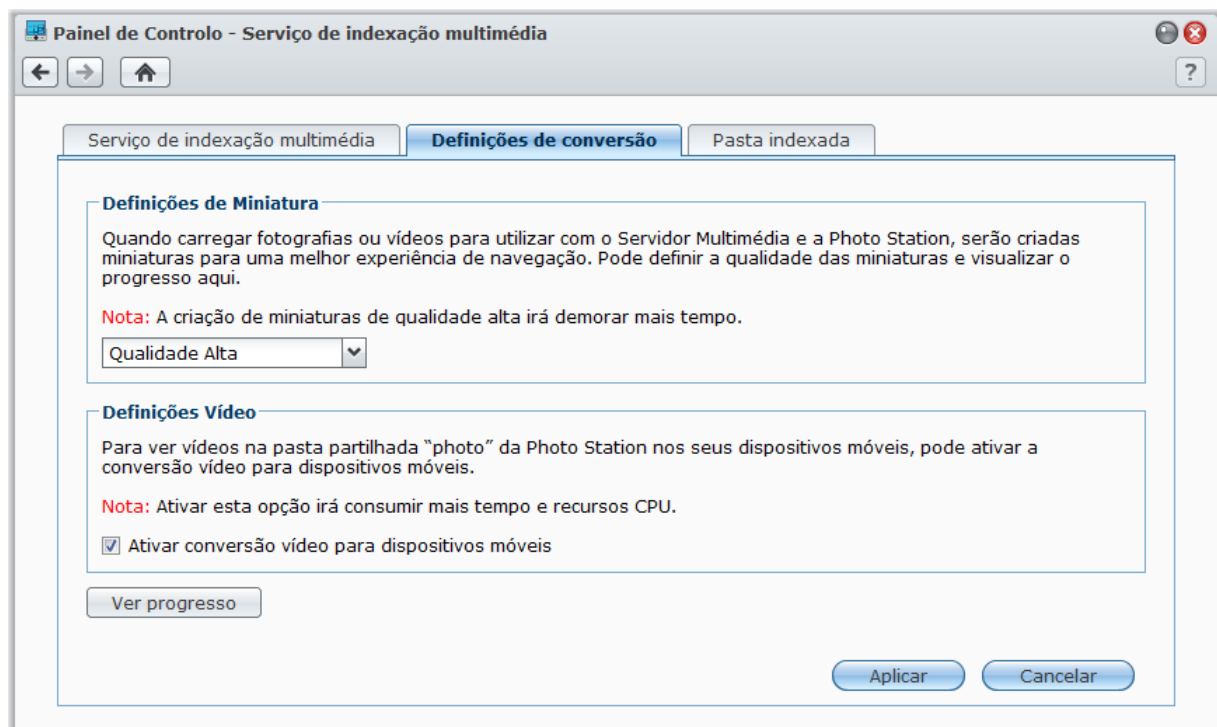 Painel de Controlo - Serviço de indexação multimédia
?
Serviço de indexação multimédia
Definições de conversão
Pasta indexada
Definições de Miniatura
Quando carregar fotografias ou vídeos para utilizar com o Servidor Multimédia e a Photo Station, serão criadas
miniaturas para uma melhor experiência de navegação. Pode definir a qualidade das miniaturas e visualizar o
progresso aqui.
Nota: A criação de miniaturas de qualidade alta irá demorar mais tempo.
Qualidade Alta
Definições Vídeo
Para ver vídeos na pasta partilhada “photo” da Photo Station nos seus dispositivos móveis, pode ativar a
conversão vídeo para dispositivos móveis.
Nota: Ativar esta opção irá consumir mais tempo e recursos CPU.
Ativar conversão vídeo para dispositivos móveis
Ver progresso
Aplicar
Cancelar